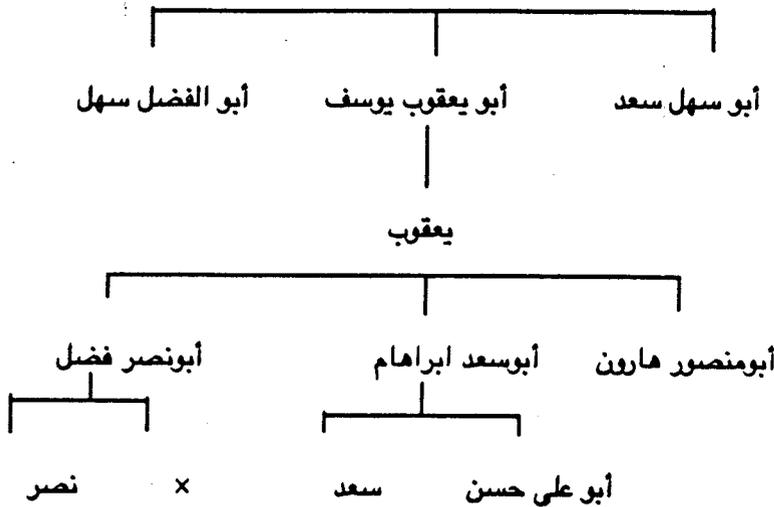 أبو سهل سعد أبو يعقوب يوسف أبو الفضل سهل
يعقوب
أبومنصور هارون أبوسعد ابراهام أبونصر فضل
أبو على حسن سعد × نصر